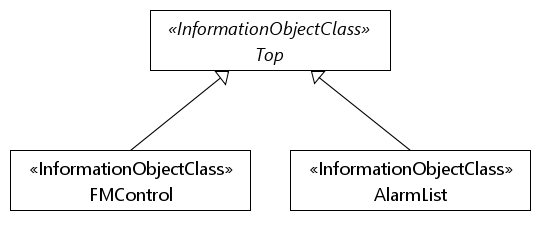 «InformationObjectClass»
Top
«InformationObjectClass»
FMControl
«InformationObjectClass»
AlarmList